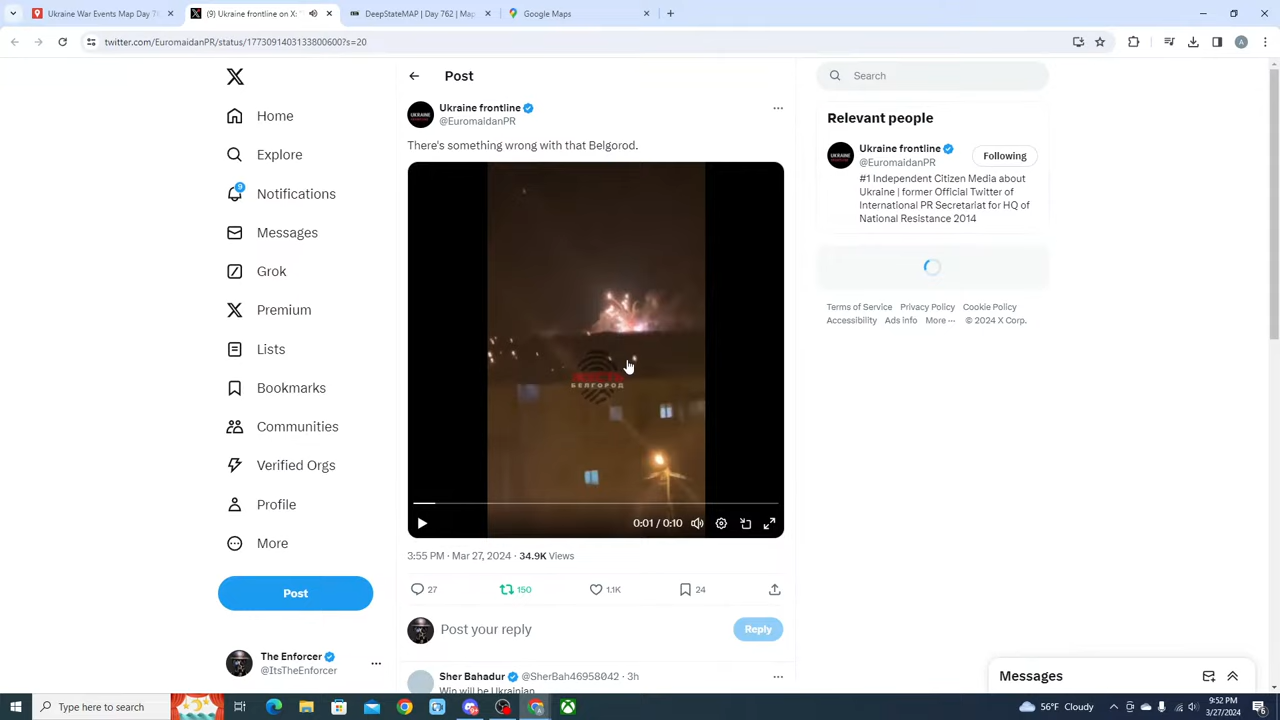 Ukraine War Events Map Day 7
(9) Ukraine frontline on X:
DeepStateMAP | Day 762 | Map
Google Maps
twitter.com/EuromaidanPR/status/1773091403133800600?s=20
A
Home
Explore
9
Notifications
Messages
Grok
Premium
Lists
Bookmarks
Communities
Verified Orgs
Profile
More
Post
The Enforcer
@ItsTheEnforcer
Post
Ukraine frontline
@EuromaidanPR
There's something wrong with that Belgorod.
БЕЛГОРОД
0:01 / 0:10
3:55 PM · Mar 27, 2024 · 34.9K Views
27
150
1.1K
24
Post your reply
Reply
Sher Bahadur @SherBah46958042 · 3h
Win will be Ukrainian
Search
Relevant people
Ukraine frontline
@EuromaidanPR
Following
#1 Independent Citizen Media about
Ukraine | former Official Twitter of
International PR Secretariat for HQ of
National Resistance 2014
Terms of Service Privacy Policy Cookie Policy
Accessibility Ads info More ··· © 2024 X Corp.
Messages
Type here to search
56°F Cloudy
9:52 PM
3/27/2024